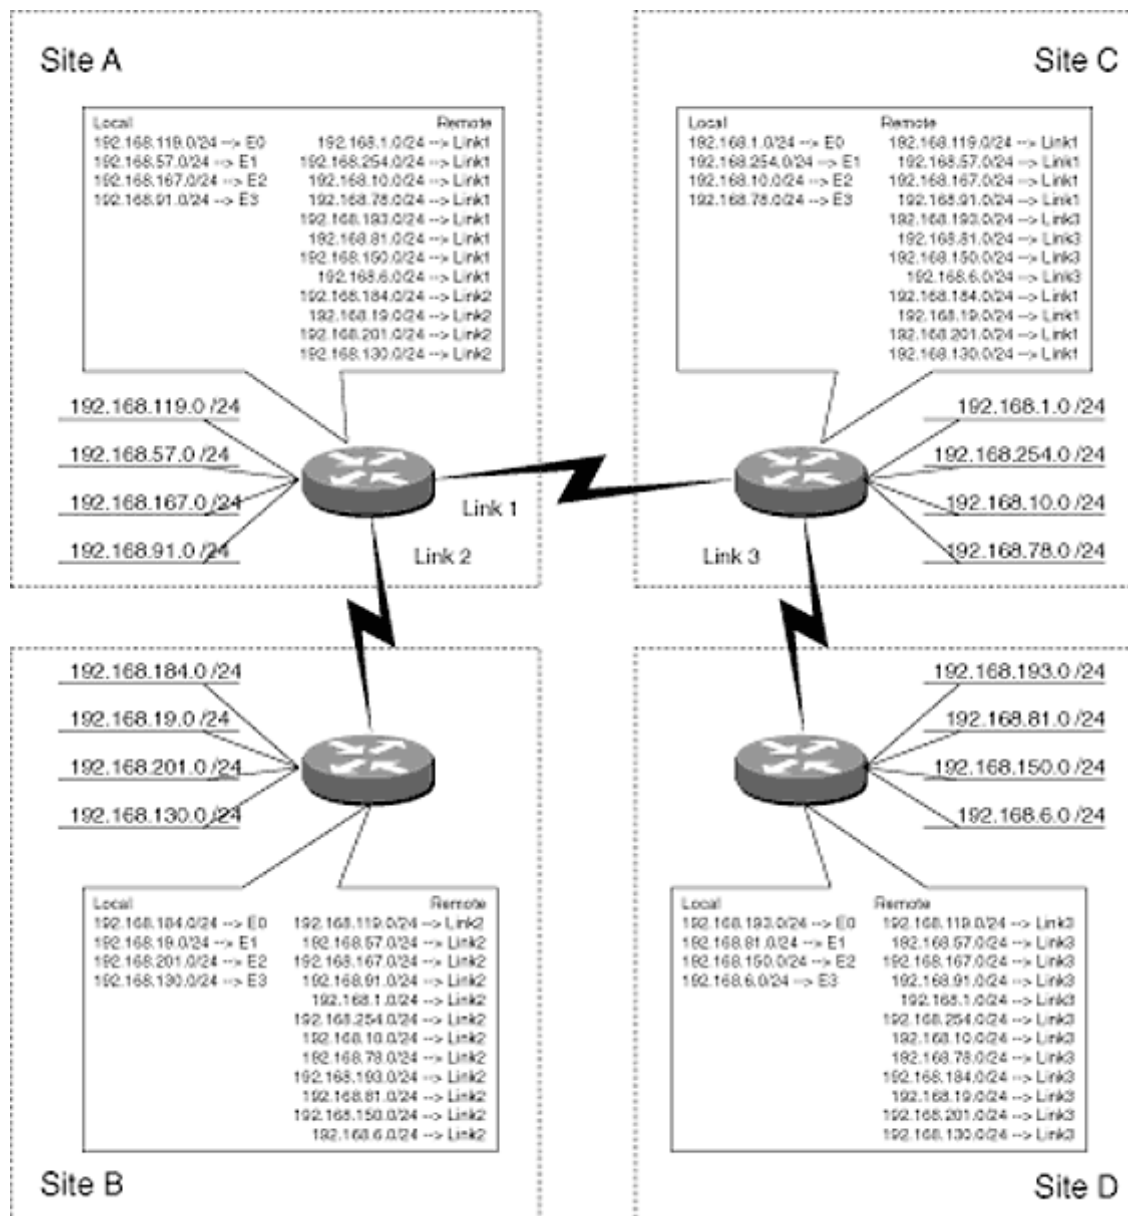 Site A
Local Remote
192.168.119.0/24 --> E0 192.168.1.0/24 --> Link1
192.168.57.0/24 --> E1 192.168.254.0/24 --> Link1
192.168.167.0/24 --> E2 192.168.10.0/24 --> Link1
192.168.91.0/24 --> E3 192.168.78.0/24 --> Link1
192.168.193.0/24 --> Link1
192.168.81.0/24 --> Link1
192.168.150.0/24 --> Link1
192.168.6.0/24 --> Link1
192.168.184.0/24 --> Link2
192.168.19.0/24 --> Link2
192.168.201.0/24 --> Link2
192.168.130.0/24 --> Link2
192.168.119.0 /24
192.168.57.0 /24
192.168.167.0 /24
192.168.91.0 /24
Link 1
Link 2
Site C
Local Remote
192.168.1.0/24 --> E0 192.168.119.0/24 --> Link1
192.168.254.0/24 --> E1 192.168.57.0/24 --> Link1
192.168.10.0/24 --> E2 192.168.167.0/24 --> Link1
192.168.78.0/24 --> E3 192.168.91.0/24 --> Link1
192.168.193.0/24 --> Link3
192.168.81.0/24 --> Link3
192.168.150.0/24 --> Link3
192.168.6.0/24 --> Link3
192.168.184.0/24 --> Link1
192.168.19.0/24 --> Link1
192.168.201.0/24 --> Link1
192.168.130.0/24 --> Link1
192.168.1.0 /24
192.168.254.0 /24
192.168.10.0 /24
192.168.78.0 /24
Link 3
192.168.184.0 /24
192.168.19.0 /24
192.168.201.0 /24
192.168.130.0 /24
Local Remote
192.168.184.0/24 --> E0 192.168.119.0/24 --> Link2
192.168.19.0/24 --> E1 192.168.57.0/24 --> Link2
192.168.201.0/24 --> E2 192.168.167.0/24 --> Link2
192.168.130.0/24 --> E3 192.168.91.0/24 --> Link2
192.168.1.0/24 --> Link2
192.168.254.0/24 --> Link2
192.168.10.0/24 --> Link2
192.168.78.0/24 --> Link2
192.168.193.0/24 --> Link2
192.168.81.0/24 --> Link2
192.168.150.0/24 --> Link2
192.168.6.0/24 --> Link2
Site B
192.168.193.0 /24
192.168.81.0 /24
192.168.150.0 /24
192.168.6.0 /24
Local Remote
192.168.193.0/24 --> E0 192.168.119.0/24 --> Link3
192.168.81.0/24 --> E1 192.168.57.0/24 --> Link3
192.168.150.0/24 --> E2 192.168.167.0/24 --> Link3
192.168.6.0/24 --> E3 192.168.91.0/24 --> Link3
192.168.1.0/24 --> Link3
192.168.254.0/24 --> Link3
192.168.10.0/24 --> Link3
192.168.78.0/24 --> Link3
192.168.184.0/24 --> Link3
192.168.19.0/24 --> Link3
192.168.201.0/24 --> Link3
192.168.130.0/24 --> Link3
Site D